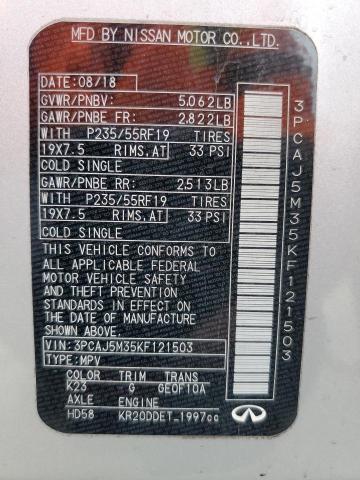 MFD BY NISSAN MOTOR CO., LTD.
DATE: 08/18
GVWR/PNBV: 5.062LB
GAWR/PNBE FR: 2.822LB
WITH P235/55RF19 TIRES
19X7.5 RIMS.AT 33 PSI
COLD SINGLE
GAWR/PNBE RR: 2.513LB
WITH P235/55RF19 TIRES
19X7.5 RIMS.AT 33 PSI
COLD SINGLE
THIS VEHICLE CONFORMS TO
ALL APPLICABLE FEDERAL
MOTOR VEHICLE SAFETY
AND THEFT PREVENTION
STANDARDS IN EFFECT ON
THE DATE OF MANUFACTURE
SHOWN ABOVE.
VIN: 3PCAJ5M35KF121503
TYPE: MPV
COLOR TRIM TRANS
K23 G GE0F10A
AXLE ENGINE
HD58 KR20DDET_1997cc
INFINITI
3PCAJ5M35KF121503